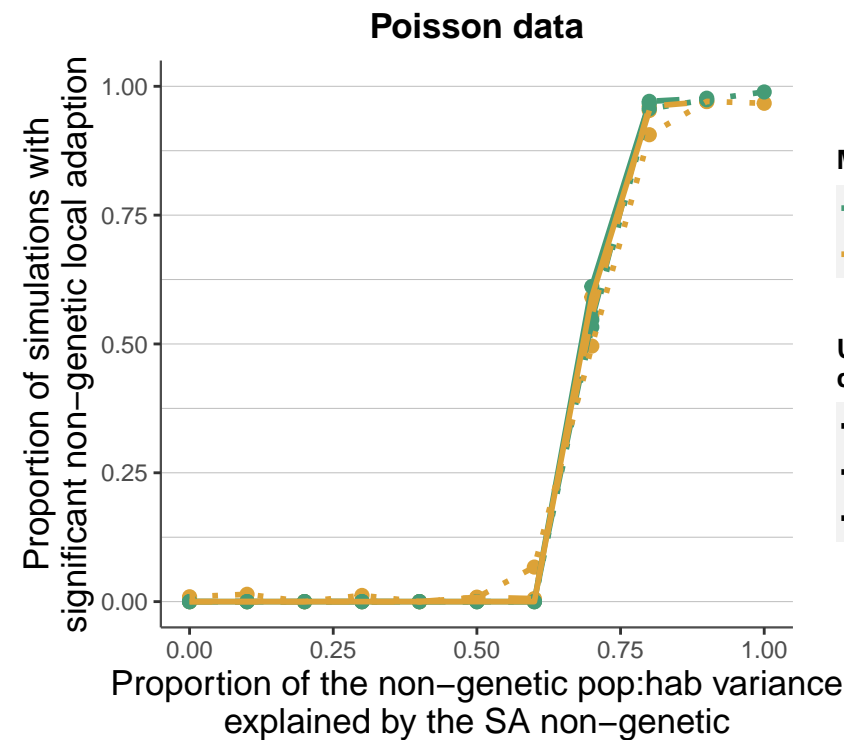 Poisson data
Proportion of simulations with
significant non−genetic local adaption
1.00
0.75
0.50
0.25
0.00
0.00 0.25 0.50 0.75 1.00
Proportion of the non−genetic pop:hab variance
explained by the SA non−genetic